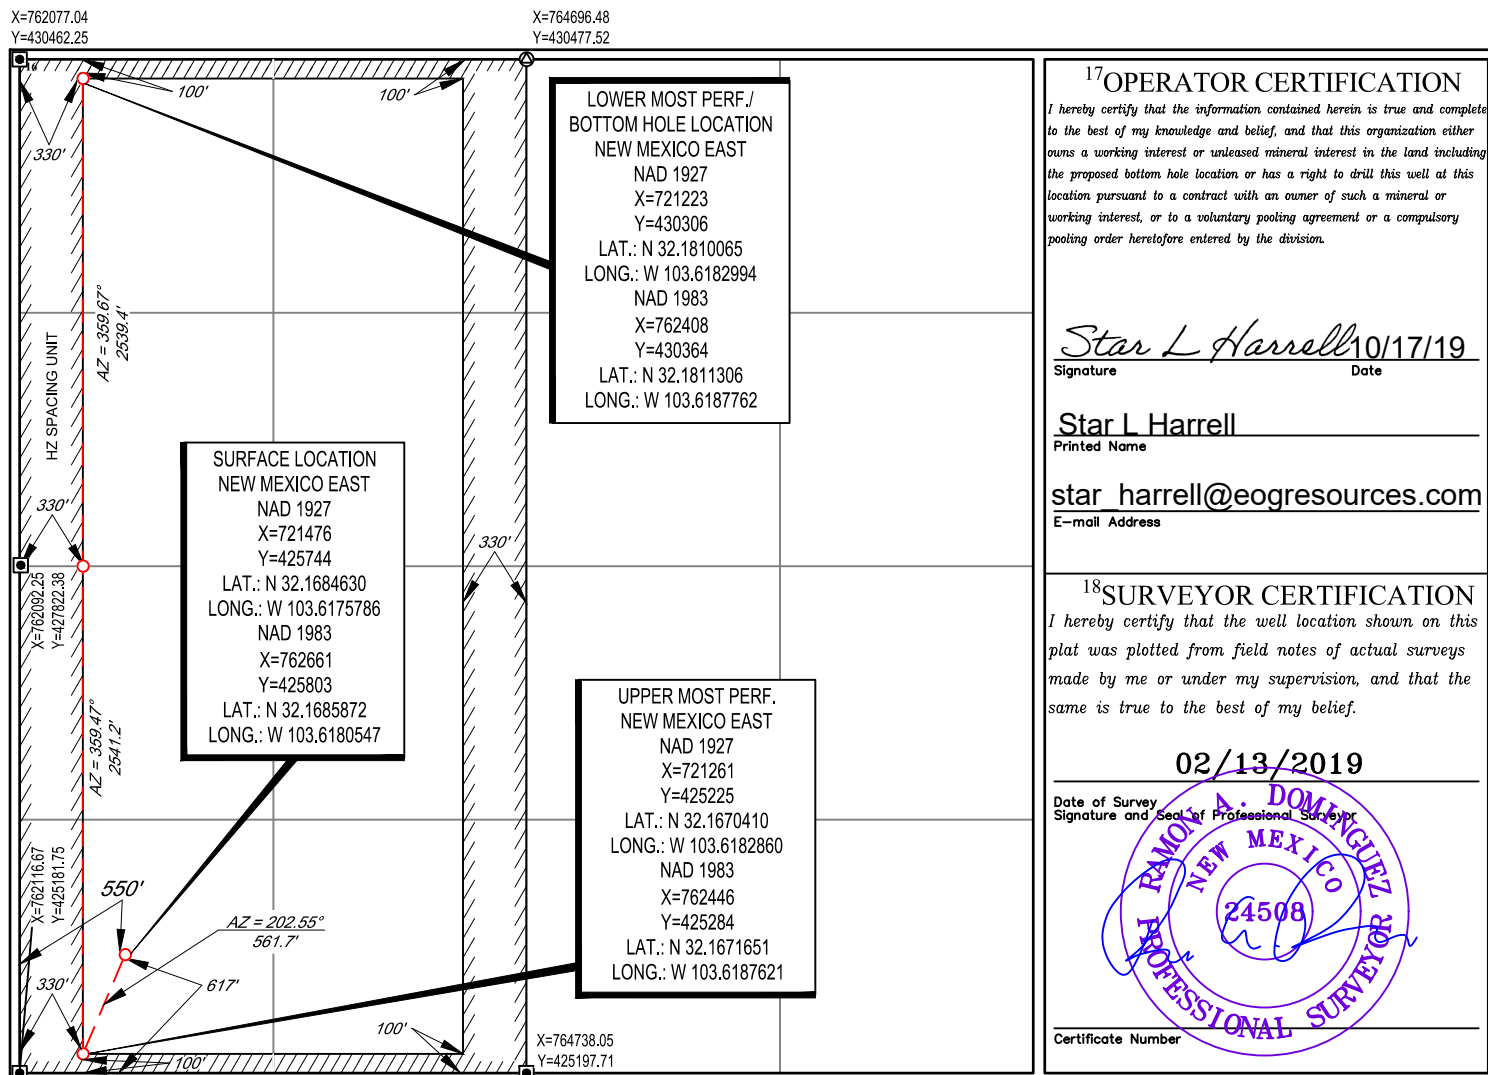 X=762077.04
Y=430462.25
X=764696.48
Y=430477.52
16
100'
100'
330'
LOWER MOST PERF./
BOTTOM HOLE LOCATION
NEW MEXICO EAST
NAD 1927
X=721223
Y=430306
LAT.: N 32.1810065
LONG.: W 103.6182994
NAD 1983
X=762408
Y=430364
LAT.: N 32.1811306
LONG.: W 103.6187762
AZ = 359.67°
2539.4'
HZ SPACING UNIT
SURFACE LOCATION
NEW MEXICO EAST
NAD 1927
X=721476
Y=425744
LAT.: N 32.1684630
LONG.: W 103.6175786
NAD 1983
X=762661
Y=425803
LAT.: N 32.1685872
LONG.: W 103.6180547
330'
330'
X=762092.25
Y=427822.38
AZ = 359.47°
2541.2'
UPPER MOST PERF.
NEW MEXICO EAST
NAD 1927
X=721261
Y=425225
LAT.: N 32.1670410
LONG.: W 103.6182860
NAD 1983
X=762446
Y=425284
LAT.: N 32.1671651
LONG.: W 103.6187621
X=762116.67
Y=425181.75
550'
AZ = 202.55°
561.7'
617'
330'
100'
100'
X=764738.05
Y=425197.71
17 OPERATOR CERTIFICATION
I hereby certify that the information contained herein is true and complete
to the best of my knowledge and belief, and that this organization either
owns a working interest or unleased mineral interest in the land including
the proposed bottom hole location or has a right to drill this well at this
location pursuant to a contract with an owner of such a mineral or
working interest, or to a voluntary pooling agreement or a compulsory
pooling order heretofore entered by the division.
Star L Harrell 10/17/19
Signature Date
Star L Harrell
Printed Name
star_harrell@eogresources.com
E-mail Address
18 SURVEYOR CERTIFICATION
I hereby certify that the well location shown on this
plat was plotted from field notes of actual surveys
made by me or under my supervision, and that the
same is true to the best of my belief.
02/13/2019
Date of Survey
Signature and Seal of Professional Surveyor
RAMON A. DOMINGUEZ
NEW MEXICO
24508
PROFESSIONAL SURVEYOR
Certificate Number